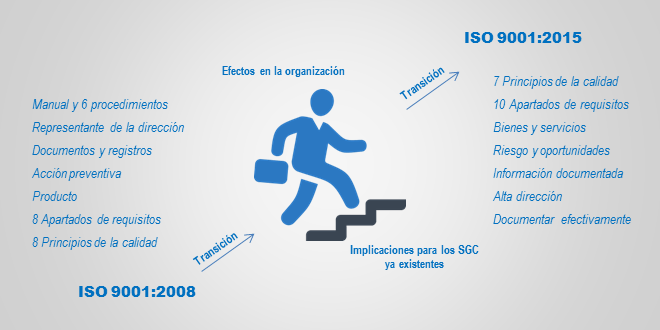 ISO 9001:2015
Efectos en la organización
Transición
7 Principios de la calidad
10 Apartados de requisitos
Bienes y servicios
Riesgo y oportunidades
Información documentada
Alta dirección
Documentar efectivamente
Manual y 6 procedimientos
Representante de la dirección
Documentos y registros
Acción preventiva
Producto
8 Apartados de requisitos
8 Principios de la calidad
Transición
Implicaciones para los SGC
ya existentes
ISO 9001:2008